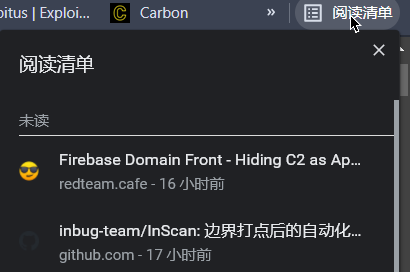 oitus | Exploi...
Carbon
»
阅读清单
阅读清单
未读
Firebase Domain Front - Hiding C2 as Ap...
redteam.cafe - 16 小时前
inbug-team/InScan: 边界打点后的自动化...
github.com - 17 小时前